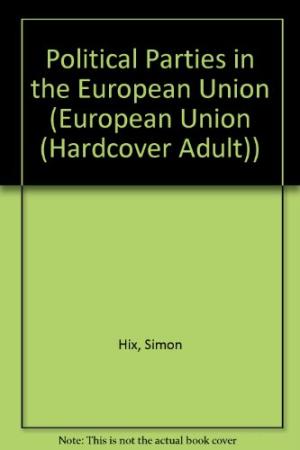 Political Parties in
the European Union
(European Union
(Hardcover Adult))
Hix, Simon
Note: This is not the actual book cover